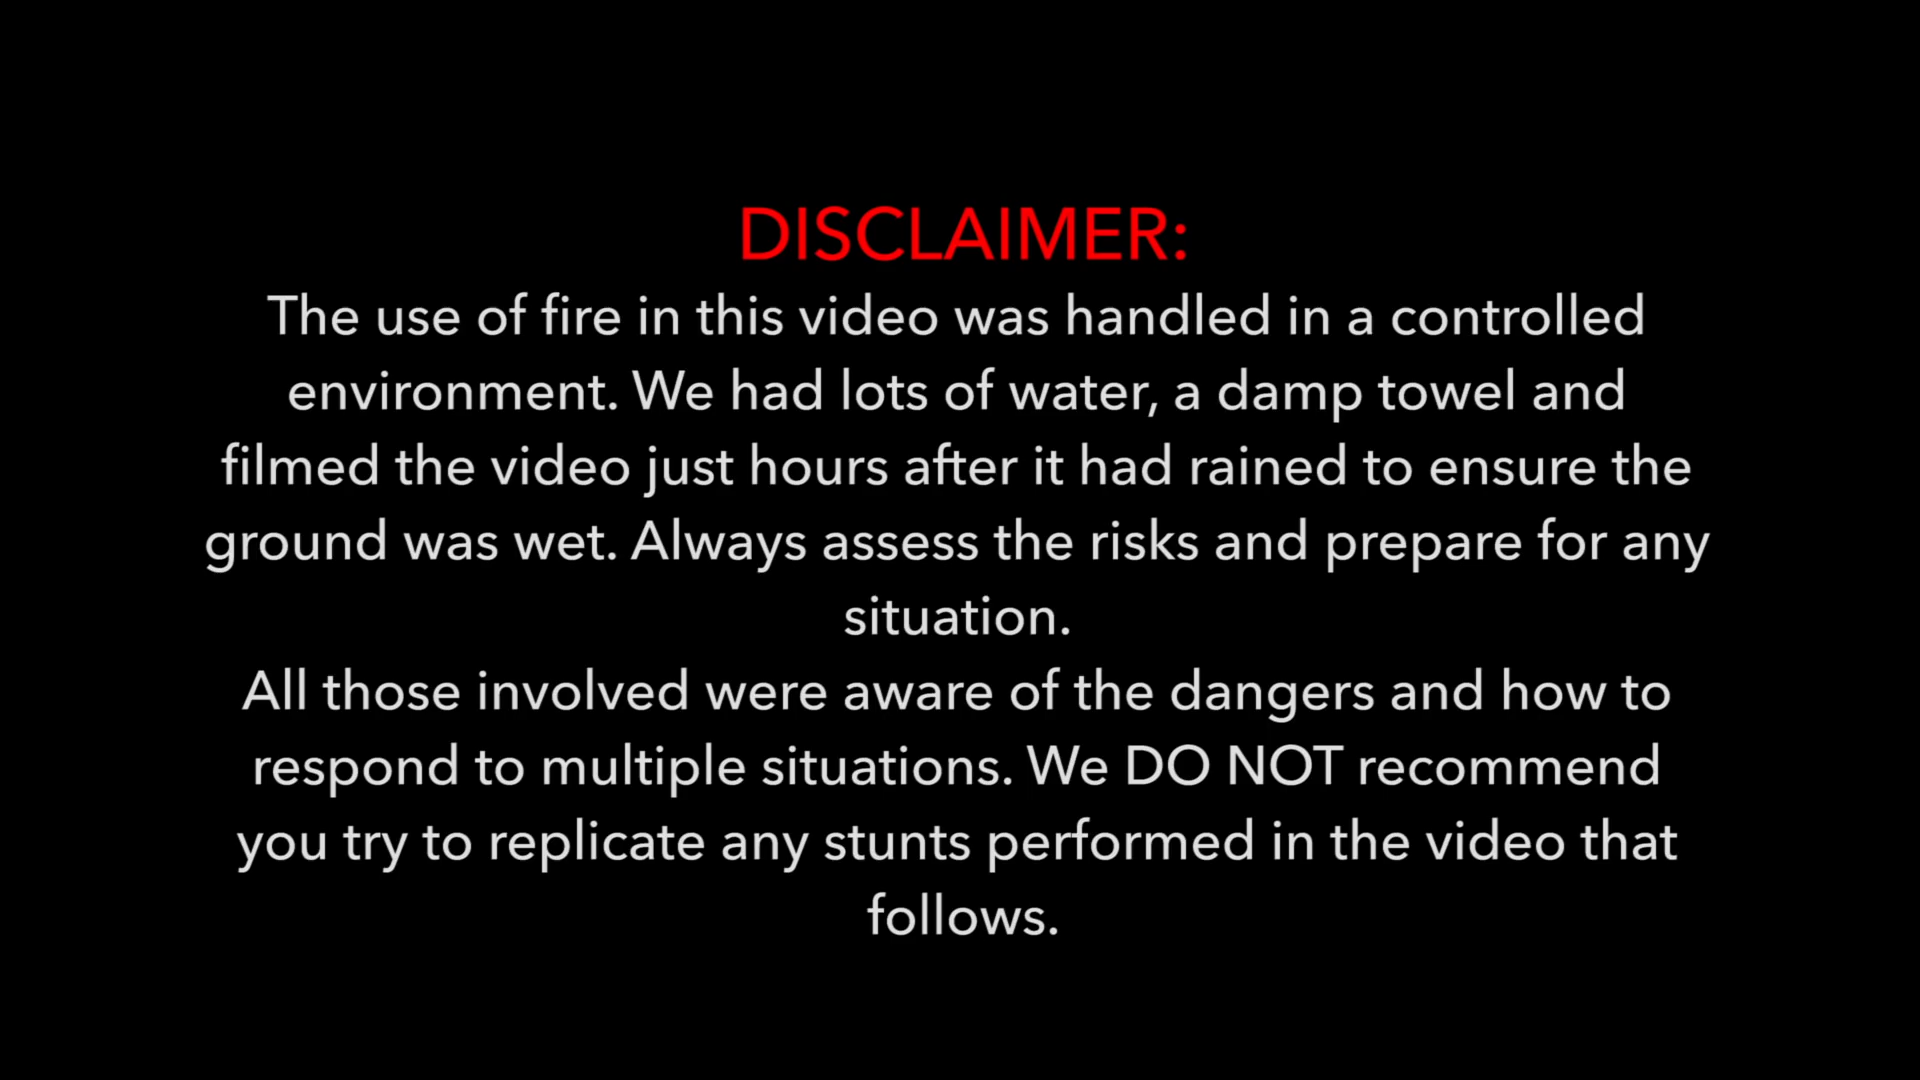 DISCLAIMER:
The use of fire in this video was handled in a controlled
environment. We had lots of water, a damp towel and
filmed the video just hours after it had rained to ensure the
ground was wet. Always assess the risks and prepare for any
situation.
All those involved were aware of the dangers and how to
respond to multiple situations. We DO NOT recommend
you try to replicate any stunts performed in the video that
follows.